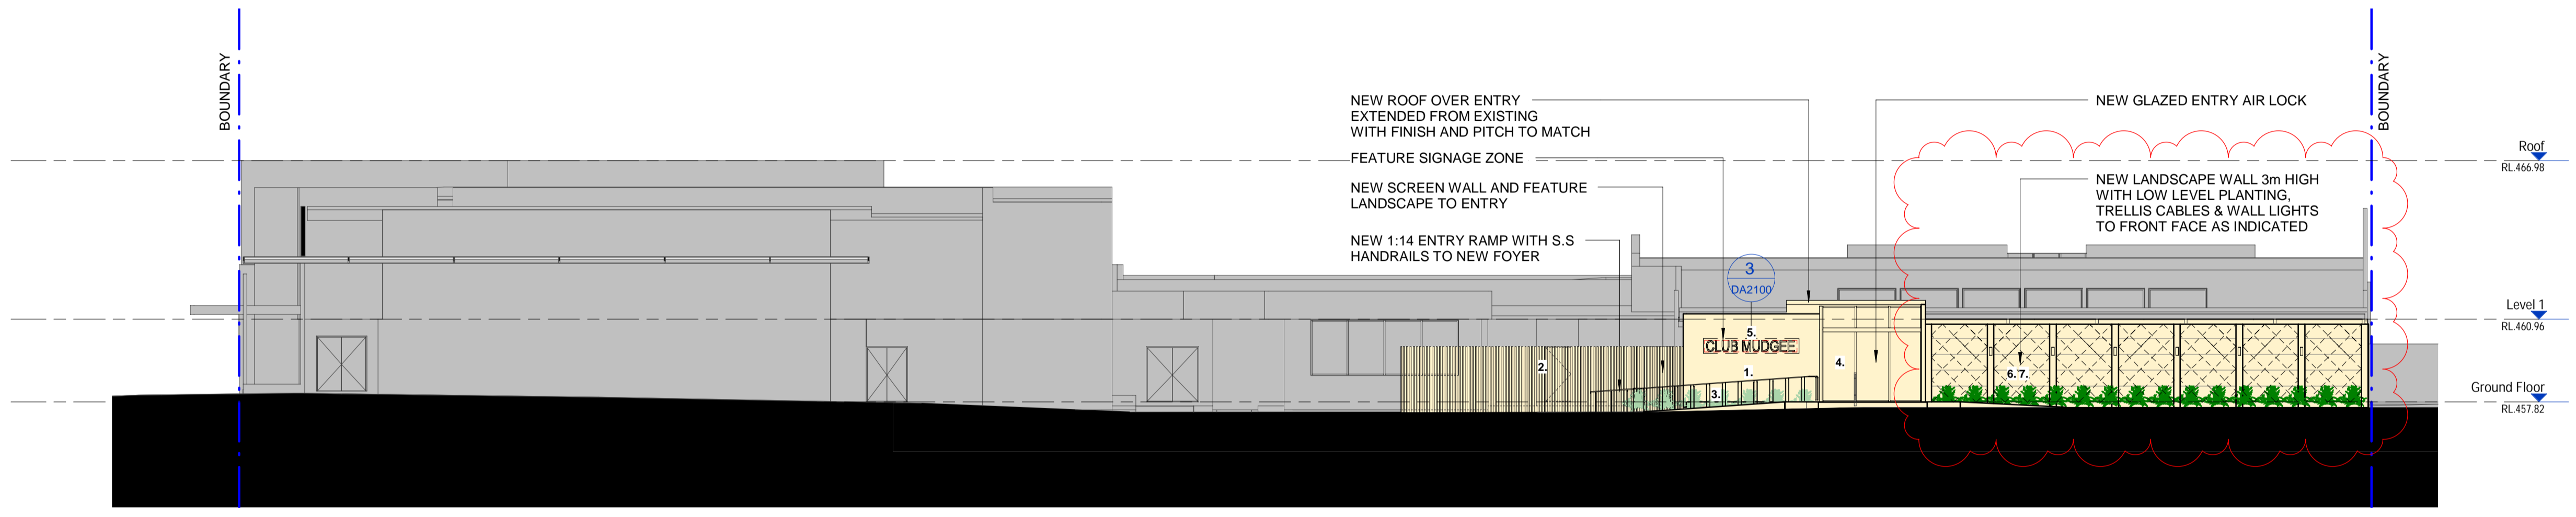 BOUNDARY
NEW ROOF OVER ENTRY
EXTENDED FROM EXISTING
WITH FINISH AND PITCH TO MATCH
FEATURE SIGNAGE ZONE
NEW SCREEN WALL AND FEATURE
LANDSCAPE TO ENTRY
NEW 1:14 ENTRY RAMP WITH S.S
HANDRAILS TO NEW FOYER
3
DA2100
5.
CLUB MUDGEE
2.
1.
3.
4.
6. 7.
NEW GLAZED ENTRY AIR LOCK
NEW LANDSCAPE WALL 3m HIGH
WITH LOW LEVEL PLANTING,
TRELLIS CABLES & WALL LIGHTS
TO FRONT FACE AS INDICATED
BOUNDARY
Roof
RL.466.98
Level 1
RL.460.96
Ground Floor
RL.457.82